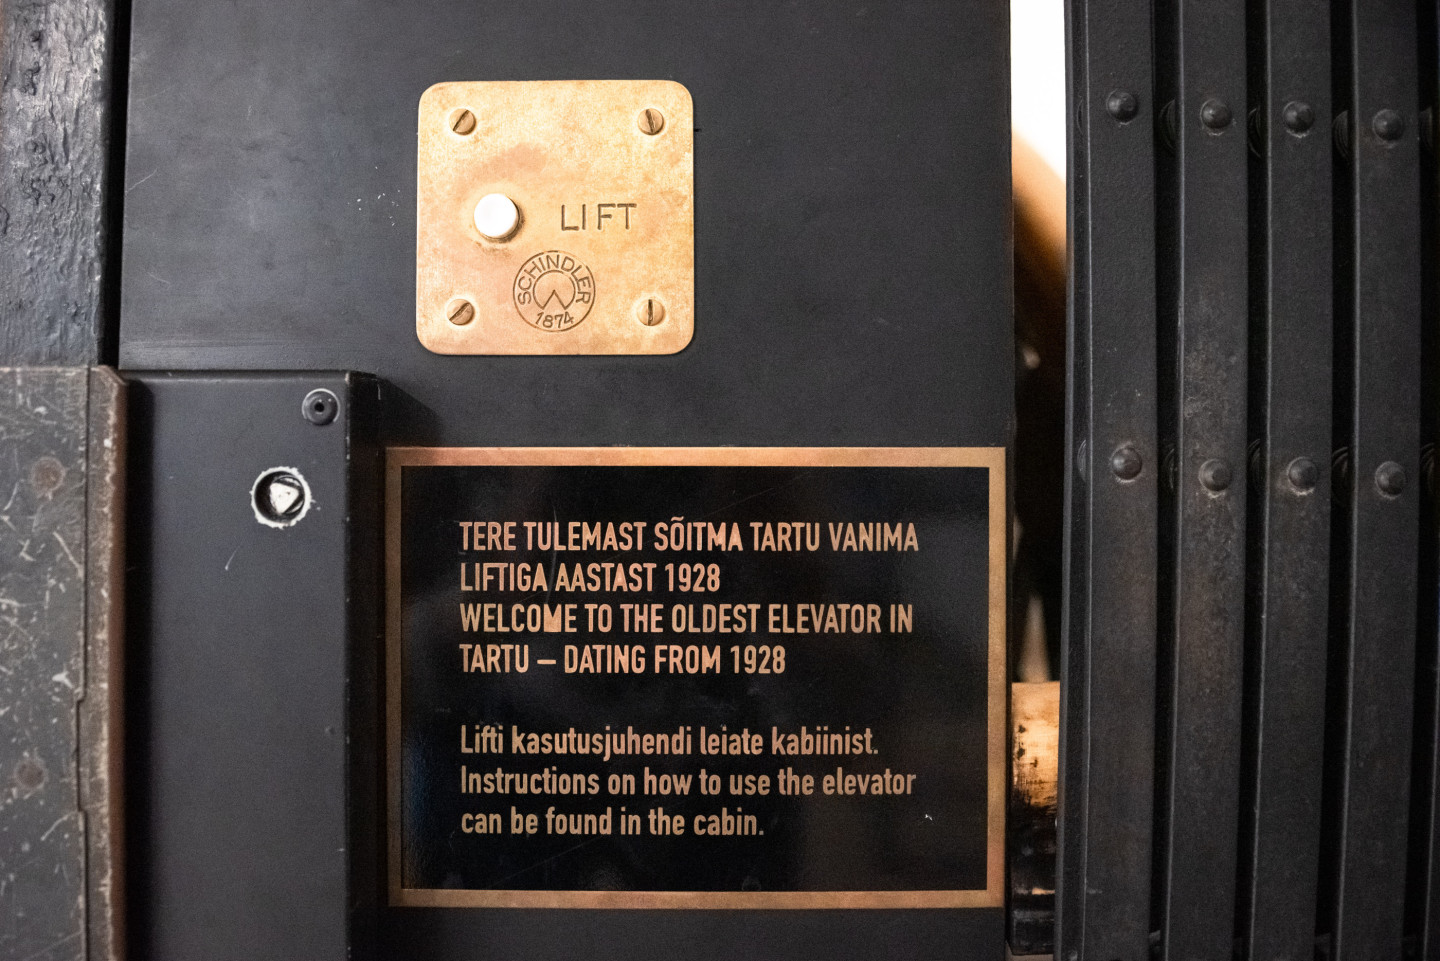 LIFT
SCHINDLER
1874
TERE TULEMAST SÕITMA TARTU VANIMA
LIFTIGA AASTAST 1928
WELCOME TO THE OLDEST ELEVATOR IN
TARTU – DATING FROM 1928
Lifti kasutusjuhendi leiate kabiinist.
Instructions on how to use the elevator
can be found in the cabin.